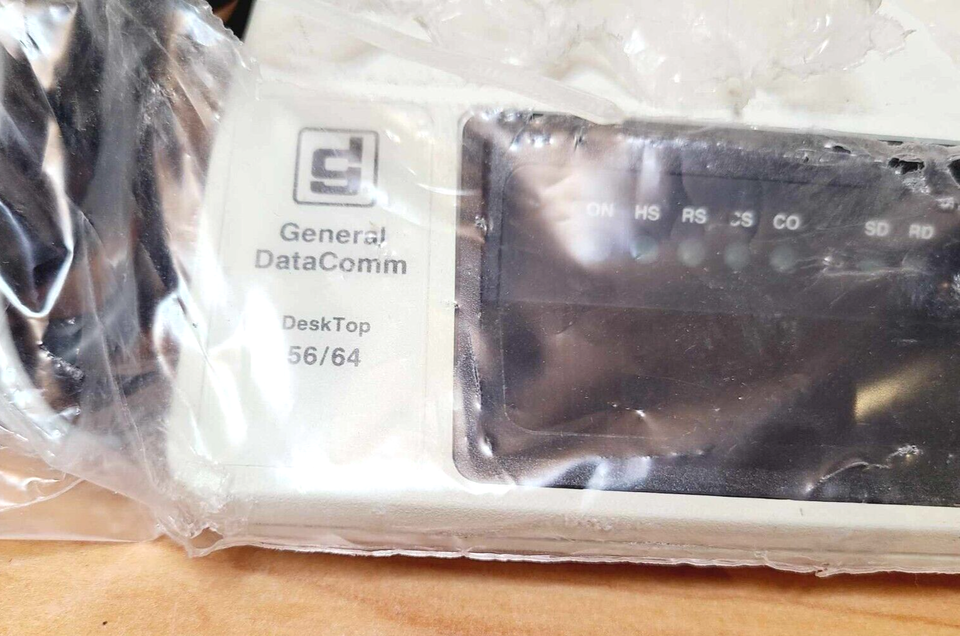 General
DataComm
DeskTop
56/64
ON HS RS CS CO SD RD